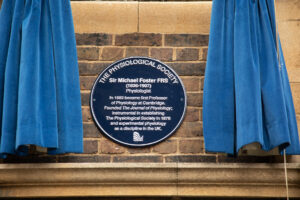 THE PHYSIOLOGICAL SOCIETY
Sir Michael Foster FRS
(1836-1907)
Physiologist
In 1883 became first Professor
of Physiology at Cambridge.
Founded The Journal of Physiology;
instrumental in establishing
The Physiological Society in 1876
and experimental physiology
as a discipline in the UK.